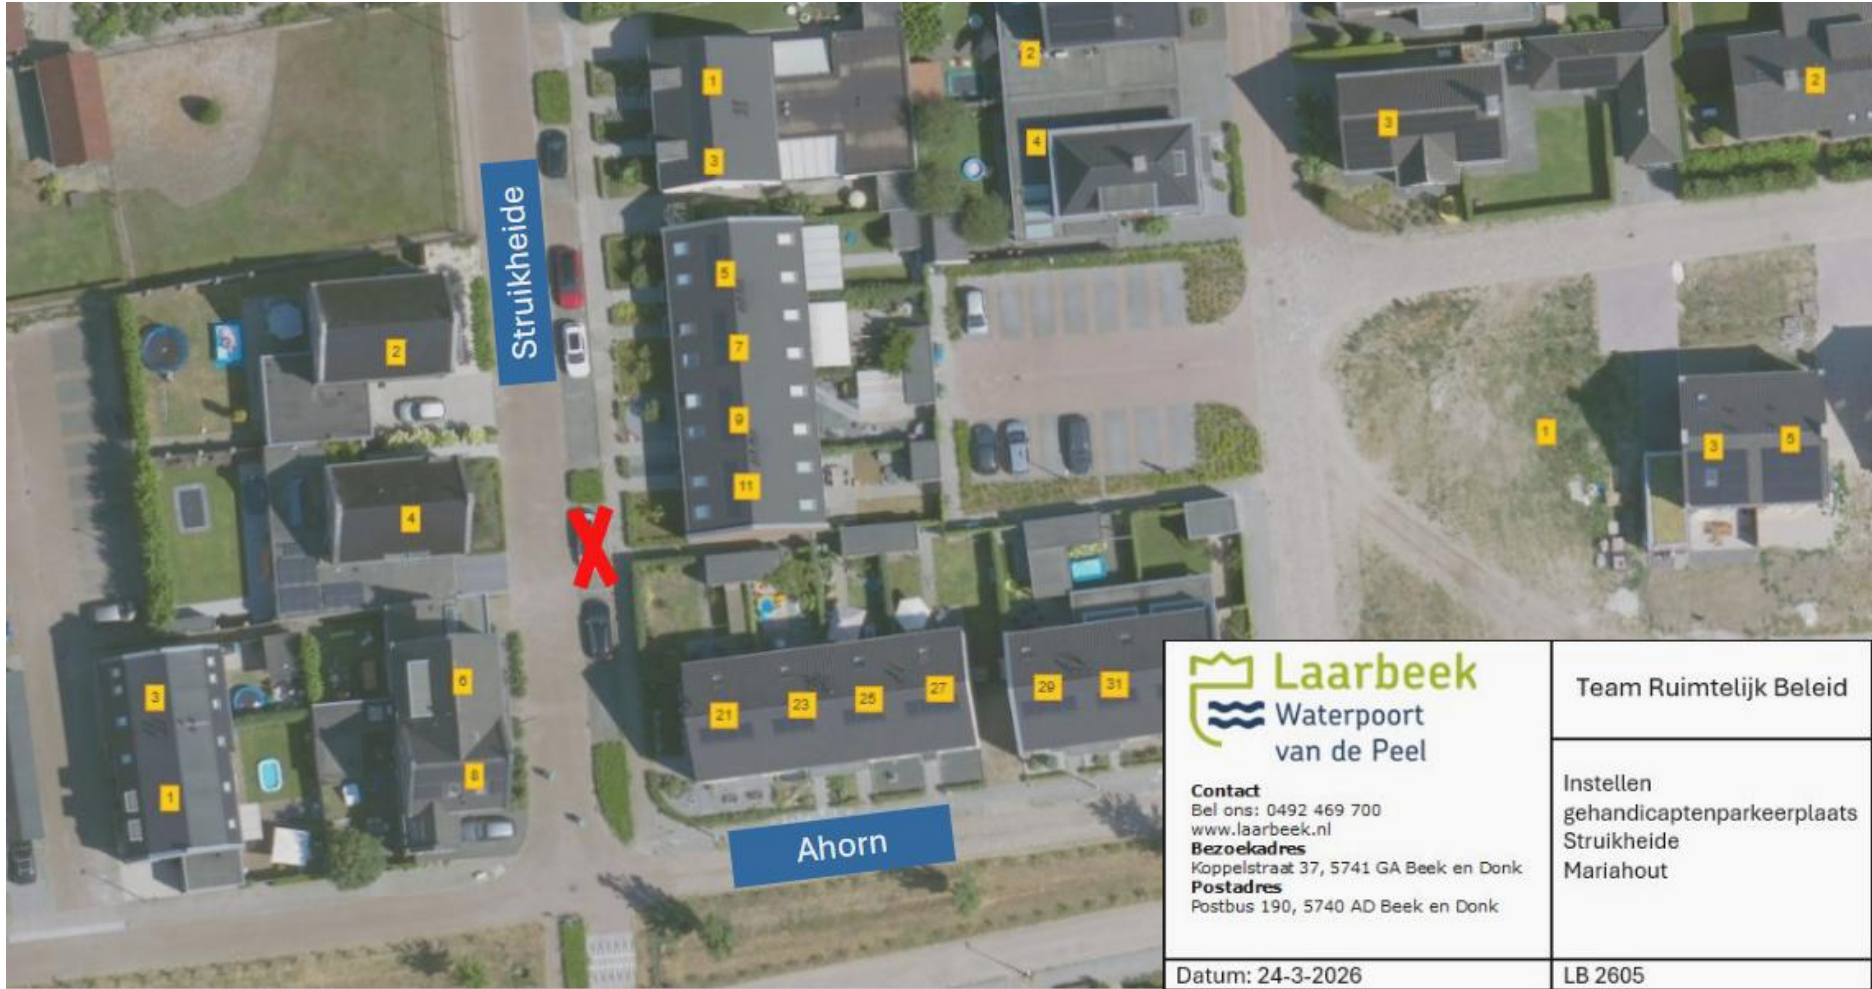 1
2
2
3
4
3
Struikheide
5
2
7
9
1
3
5
11
4
6
3
21
23
25
27
29
31
8
1
Ahorn
Laarbeek
Waterpoort
van de Peel
Contact
Bel ons: 0492 469 700
www.laarbeek.nl
Bezoekadres
Koppelstraat 37, 5741 GA Beek en Donk
Postadres
Postbus 190, 5740 AD Beek en Donk
Datum: 24-3-2026
Team Ruimtelijk Beleid
Instellen
gehandicaptenparkeerplaats
Struikheide
Mariahout
LB 2605